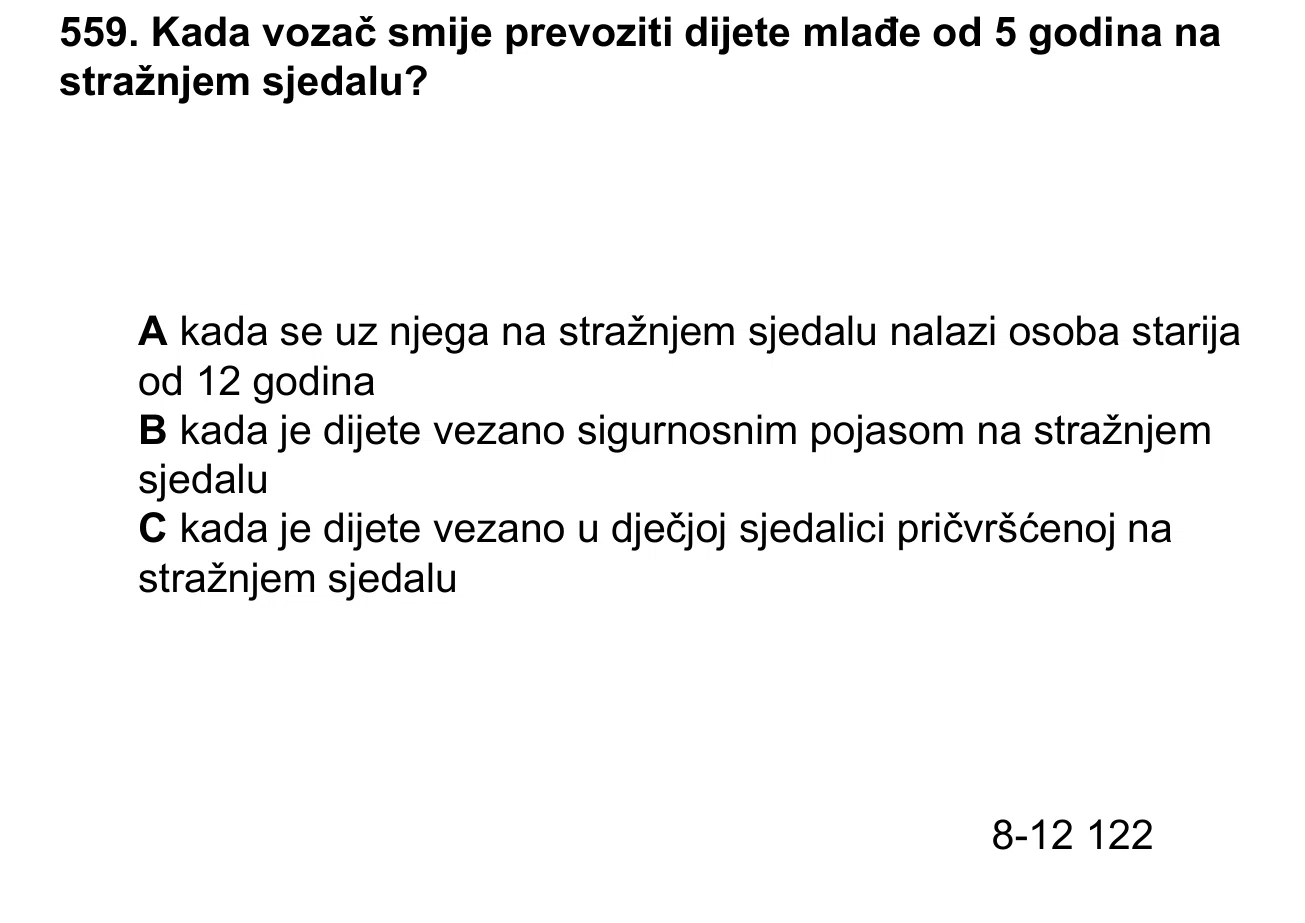 559. Kada vozač smije prevoziti dijete mlađe od 5 godina na
stražnjem sjedalu?
A kada se uz njega na stražnjem sjedalu nalazi osoba starija
od 12 godina
B kada je dijete vezano sigurnosnim pojasom na stražnjem
sjedalu
C kada je dijete vezano u dječjoj sjedalici pričvršćenoj na
stražnjem sjedalu
8-12 122